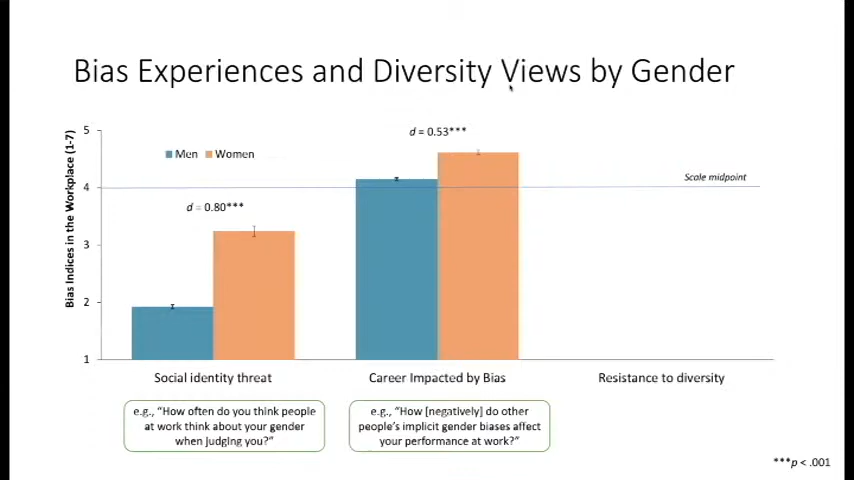 Bias Experiences and Diversity Views by Gender
Bias Indices in the Workplace (1-7)
5
4
3
2
1
Men
Women
d = 0.80***
d = 0.53***
Scale midpoint
Social identity threat
Career Impacted by Bias
Resistance to diversity
e.g., “How often do you think people
at work think about your gender
when judging you?”
e.g., “How [negatively] do other
people’s implicit gender biases affect
your performance at work?”
***p < .001